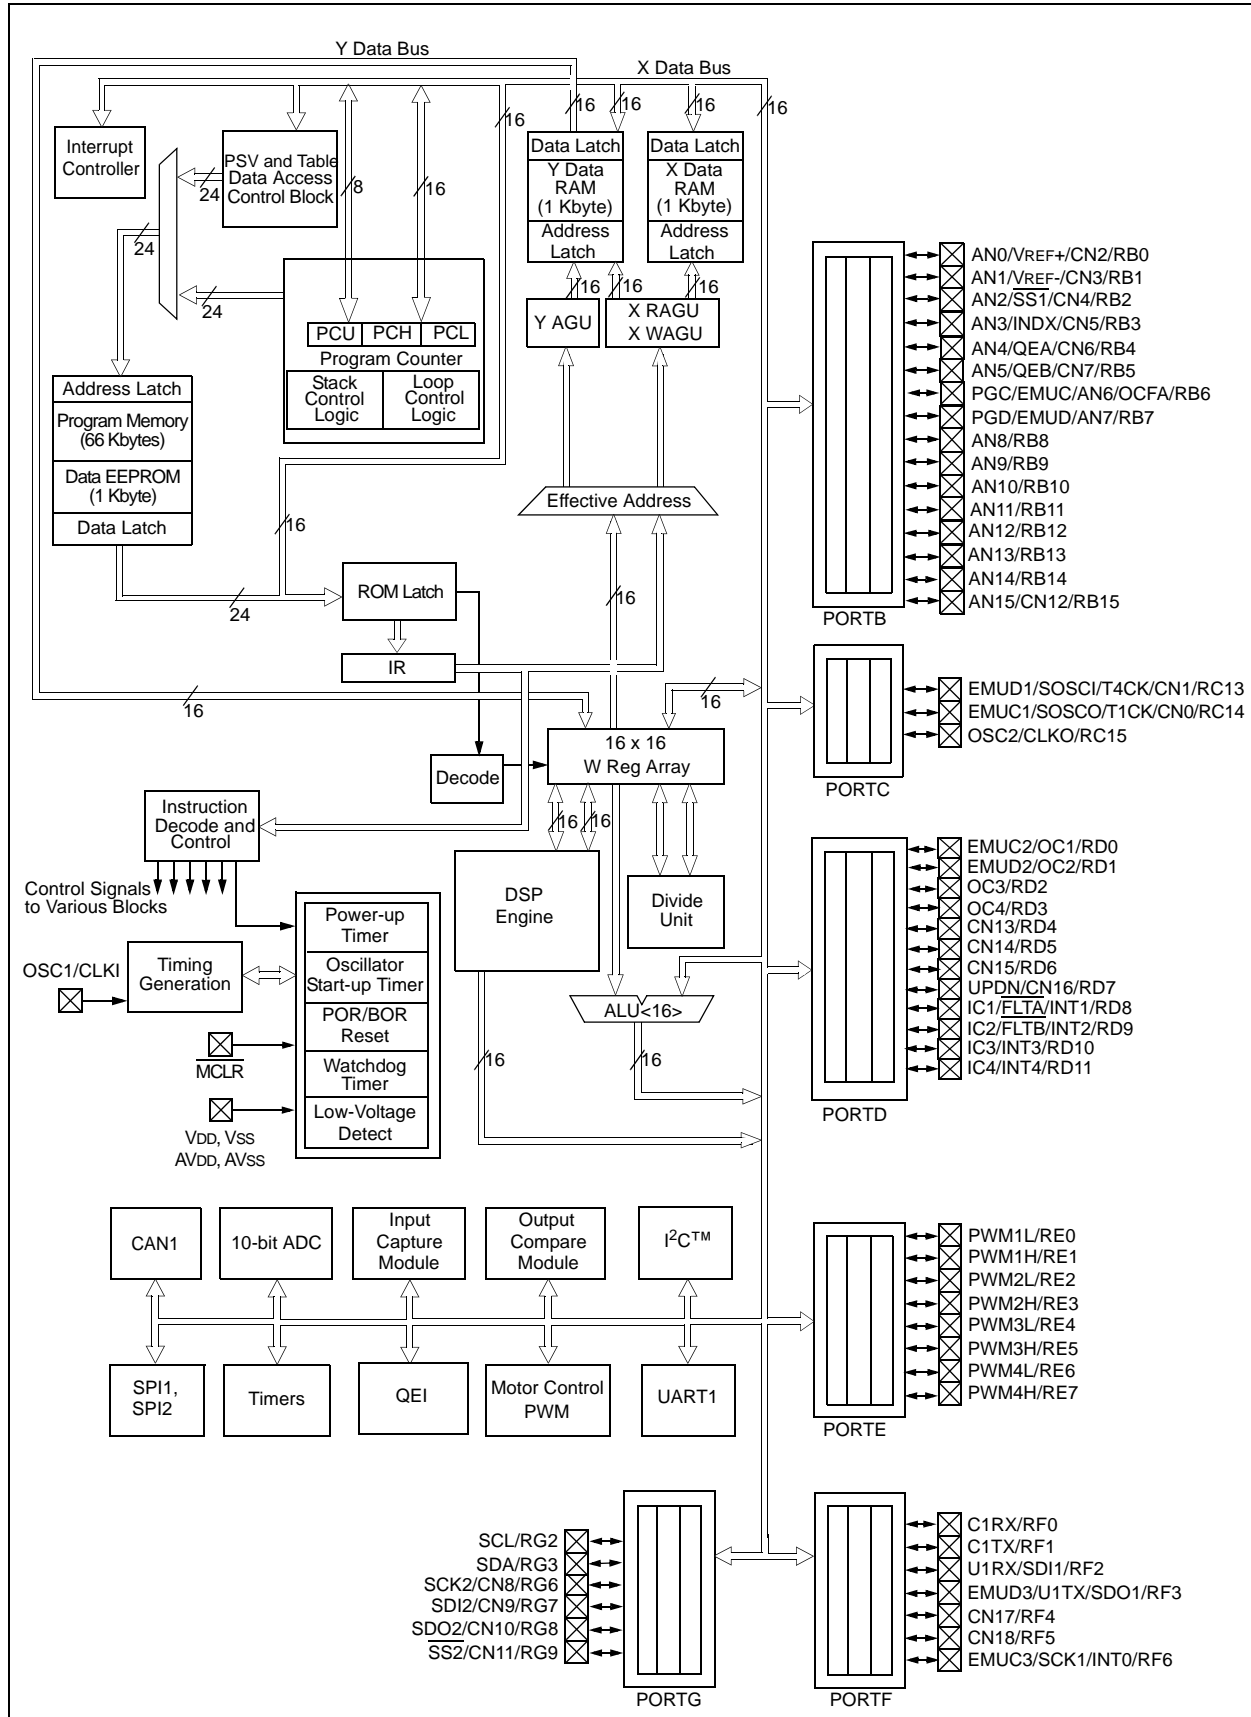 Y Data Bus
X Data Bus
16
16
16
16
16
Interrupt
Controller
PSV and Table
Data Access
Control Block
24
24
24
8
16
Data Latch
Y Data
RAM
(1 Kbyte)
Address
Latch
Data Latch
X Data
RAM
(1 Kbyte)
Address
Latch
16
16
16
Y AGU
X RAGU
X WAGU
PCU
PCH
PCL
Program Counter
Stack
Control
Logic
Loop
Control
Logic
Address Latch
Program Memory
(66 Kbytes)
Data EEPROM
(1 Kbyte)
Data Latch
Effective Address
16
24
ROM Latch
16
IR
16
16
16 x 16
W Reg Array
Decode
Instruction
Decode and
Control
16
16
Control Signals
to Various Blocks
DSP
Engine
Divide
Unit
Power-up
Timer
Oscillator
Start-up Timer
POR/BOR
Reset
Watchdog
Timer
Low-Voltage
Detect
OSC1/CLKI
Timing
Generation
MCLR
VDD, VSS
AVDD, AVSS
ALU<16>
16
16
CAN1
10-bit ADC
Input
Capture
Module
Output
Compare
Module
I²C™
SPI1,
SPI2
Timers
QEI
Motor Control
PWM
UART1
AN0/VREF+/CN2/RB0
AN1/VREF-/CN3/RB1
AN2/SS1/CN4/RB2
AN3/INDX/CN5/RB3
AN4/QEA/CN6/RB4
AN5/QEB/CN7/RB5
PGC/EMUC/AN6/OCFA/RB6
PGD/EMUD/AN7/RB7
AN8/RB8
AN9/RB9
AN10/RB10
AN11/RB11
AN12/RB12
AN13/RB13
AN14/RB14
AN15/CN12/RB15
PORTB
EMUD1/SOSCI/T4CK/CN1/RC13
EMUC1/SOSCO/T1CK/CN0/RC14
OSC2/CLKO/RC15
PORTC
EMUC2/OC1/RD0
EMUD2/OC2/RD1
OC3/RD2
OC4/RD3
CN13/RD4
CN14/RD5
CN15/RD6
UPDN/CN16/RD7
IC1/FLTA/INT1/RD8
IC2/FLTB/INT2/RD9
IC3/INT3/RD10
IC4/INT4/RD11
PORTD
PWM1L/RE0
PWM1H/RE1
PWM2L/RE2
PWM2H/RE3
PWM3L/RE4
PWM3H/RE5
PWM4L/RE6
PWM4H/RE7
PORTE
SCL/RG2
SDA/RG3
SCK2/CN8/RG6
SDI2/CN9/RG7
SDO2/CN10/RG8
SS2/CN11/RG9
PORTG
C1RX/RF0
C1TX/RF1
U1RX/SDI1/RF2
EMUD3/U1TX/SDO1/RF3
CN17/RF4
CN18/RF5
EMUC3/SCK1/INT0/RF6
PORTF